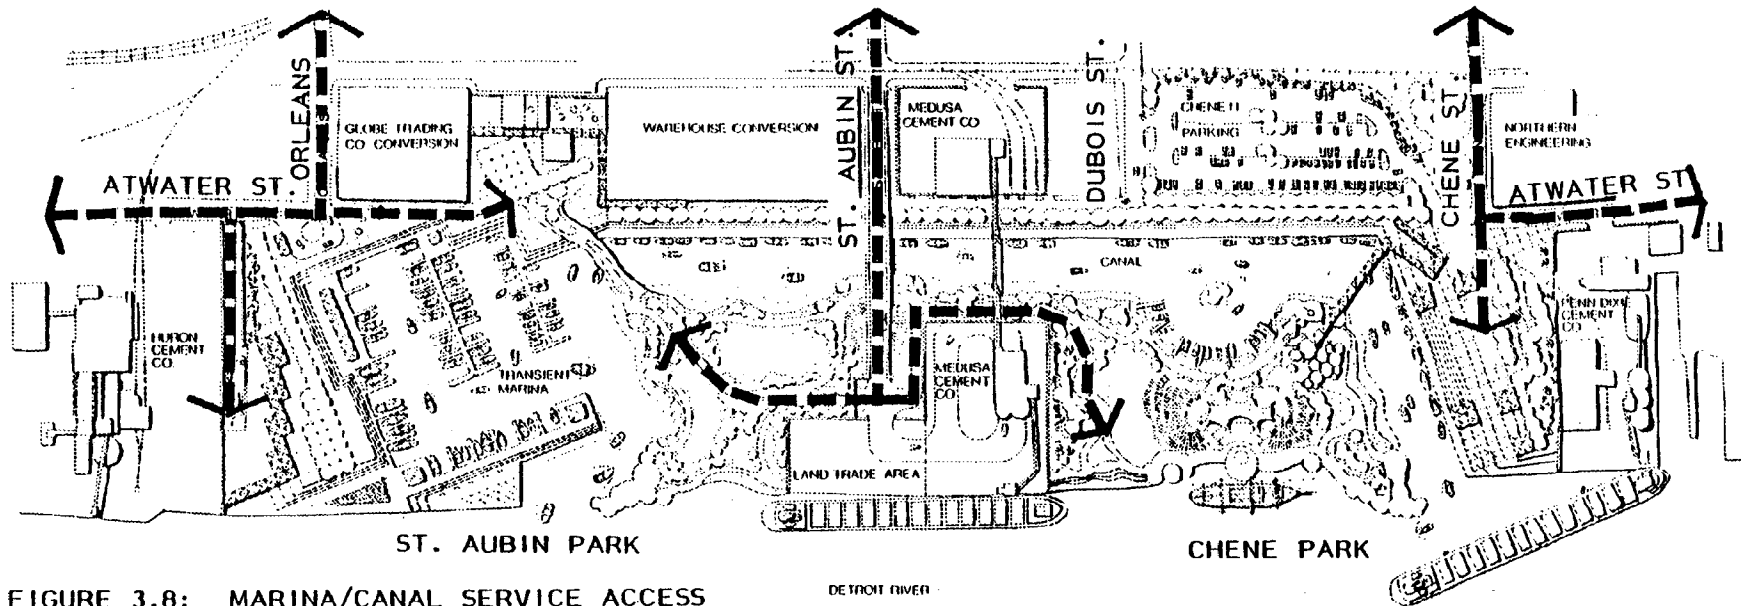 ORLEANS
ATWATER ST.
GLOBE TRADING
CO CONVERSION
WAREHOUSE CONVERSION
ST. AUBIN ST.
MEDUSA
CEMENT CO
DUBOIS ST.
CHENE II
PARKING
CHENE ST.
NORTHERN
ENGINEERING
ATWATER ST
CANAL
HURON
CEMENT
CO
TRANSIENT
MARINA
MEDUSA
CEMENT
CO
PENN DIXIE
CEMENT
CO
LAND TRADE AREA
ST. AUBIN PARK
CHENE PARK
DETROIT RIVER
FIGURE 3.8: MARINA/CANAL SERVICE ACCESS